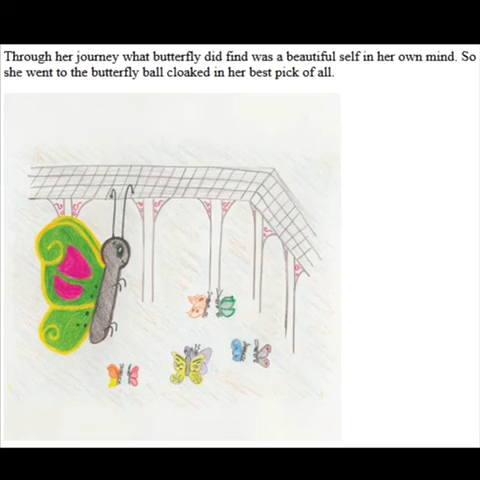 Through her journey what butterfly did find was a beautiful self in her own mind. So
she went to the butterfly ball cloaked in her best pick of all.